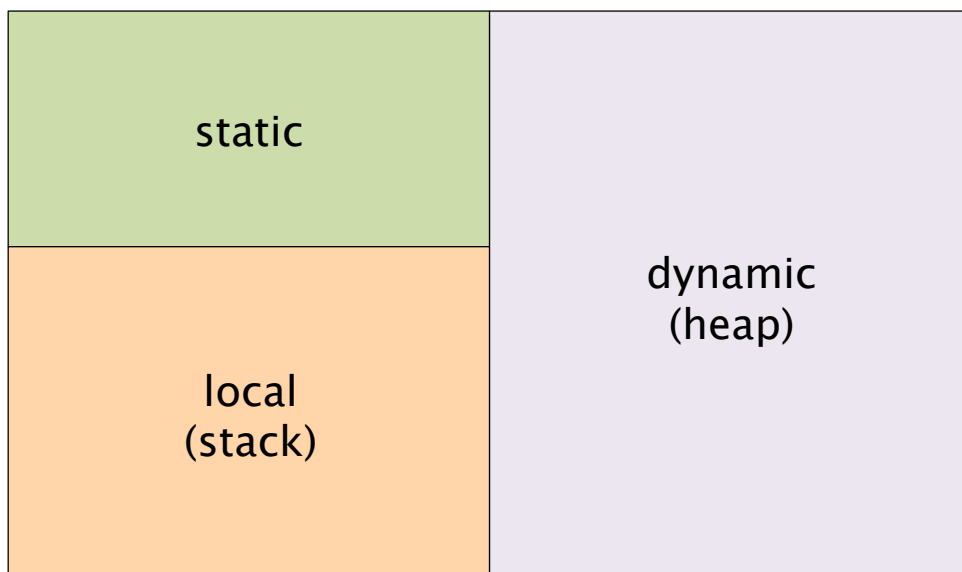 static
local
(stack)
dynamic
(heap)